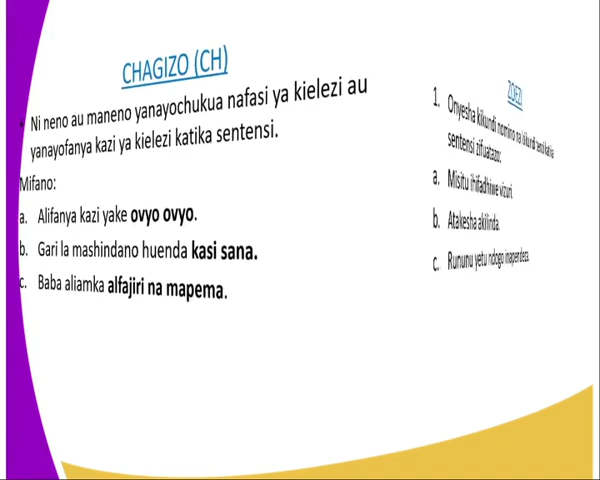 CHAGIZO (CH)
Ni neno au maneno yanayochukua nafasi ya kielezi au
yanayofanya kazi ya kielezi katika sentensi.
Mifano:
a. Alifanya kazi yake ovyo ovyo.
b. Gari la mashindano huenda kasi sana.
c. Baba aliamka alfajiri na mapema.
ZOEZI
1. Onyesha kikundi nomino na kikundi tenzi katika
sentensi zifuatazo:
a. Misitu ihifadhiwe vizuri
b. Atakesha akilinda.
c. Rununu yetu ndogo inapendeza.